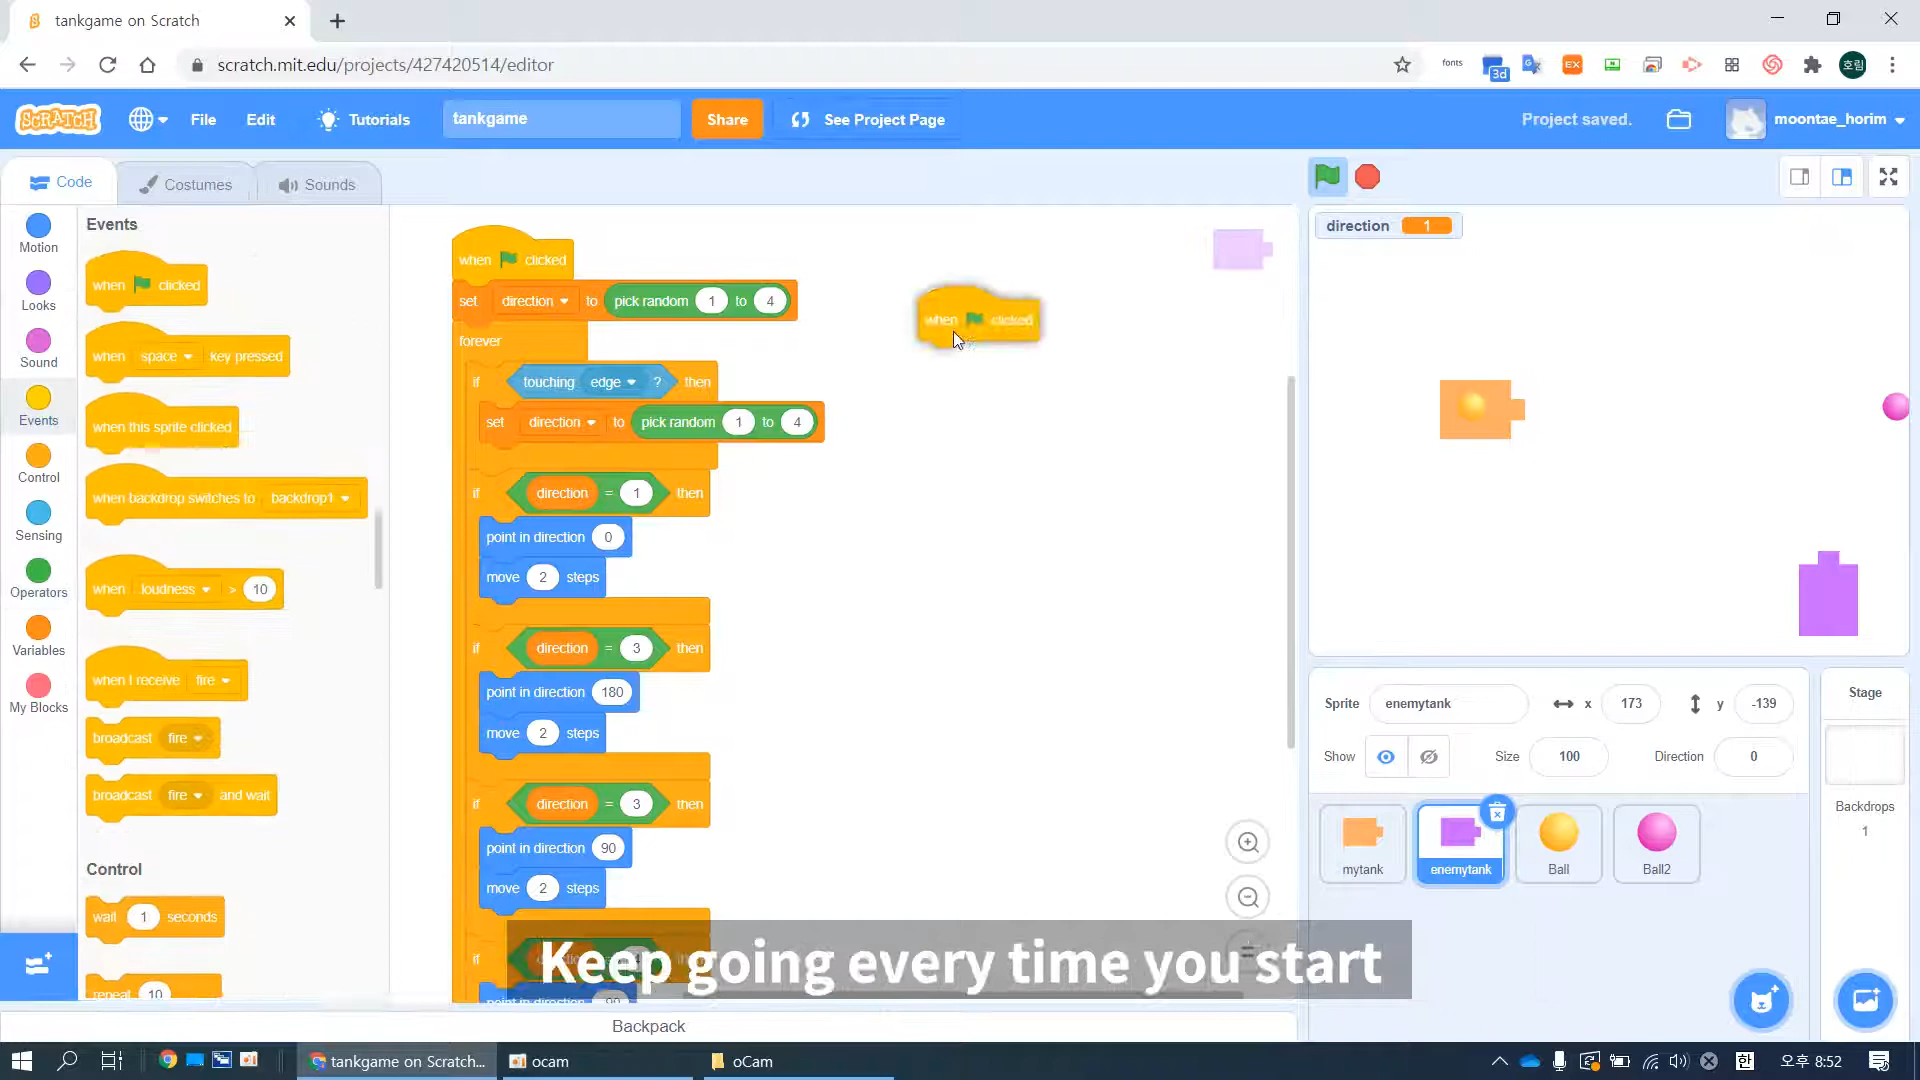 tankgame on Scratch
scratch.mit.edu/projects/427420514/editor
fonts
3d
EX
호림
SCRATCH
File
Edit
Tutorials
tankgame
Share
See Project Page
Project saved.
moontae_horim
Code
Costumes
Sounds
Motion
Looks
Sound
Events
Control
Sensing
Operators
Variables
My Blocks
Events
when clicked
when space key pressed
when this sprite clicked
when backdrop switches to backdrop1
when loudness > 10
when I receive fire
broadcast fire
broadcast fire and wait
Control
wait 1 seconds
repeat 10
when clicked
set direction to pick random 1 to 4
forever
if touching edge ? then
set direction to pick random 1 to 4
if direction = 1 then
point in direction 0
move 2 steps
if direction = 3 then
point in direction 180
move 2 steps
if direction = 3 then
point in direction 90
move 2 steps
if
when clicked
direction 1
Sprite enemytank x 173 y -139
Show Size 100 Direction 0
mytank
enemytank
Ball
Ball2
Stage
Backdrops
1
Keep going every time you start
Backpack
tankgame on Scratch...
ocam
oCam
한
오후 8:52